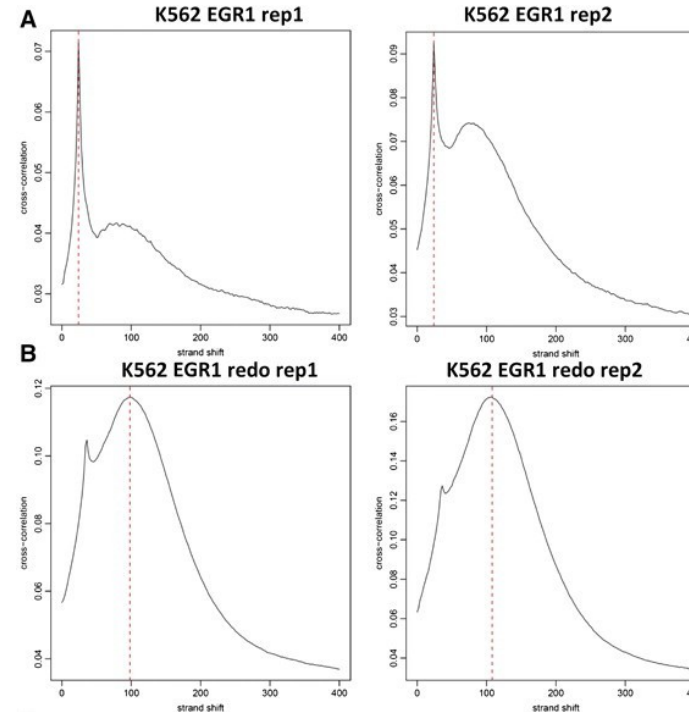 A
K562 EGR1 rep1
K562 EGR1 rep2
cross-correlation
0.03 0.04 0.05 0.06 0.07
0 100 200 300 400
strand shift
cross-correlation
0.03 0.04 0.05 0.06 0.07 0.08 0.09
0 100 200 300
strand shift
B
K562 EGR1 redo rep1
K562 EGR1 redo rep2
cross-correlation
0.04 0.06 0.08 0.10 0.12
0 100 200 300 400
strand shift
cross-correlation
0.04 0.06 0.08 0.10 0.12 0.14 0.16
0 100 200 300
strand shift